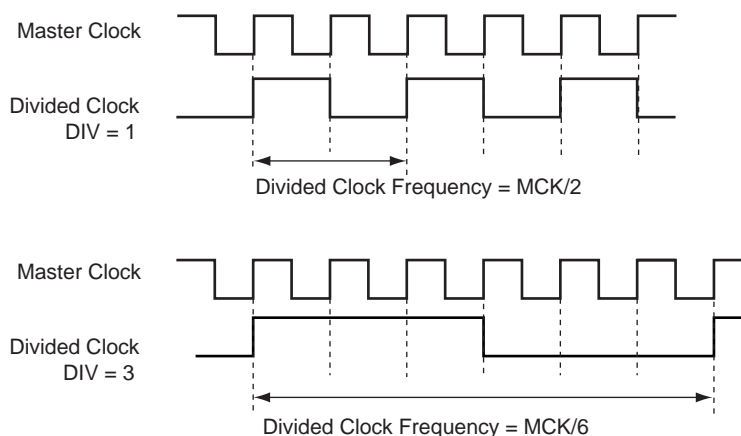 Master Clock
Divided Clock
DIV = 1
Divided Clock Frequency = MCK/2
Master Clock
Divided Clock
DIV = 3
Divided Clock Frequency = MCK/6